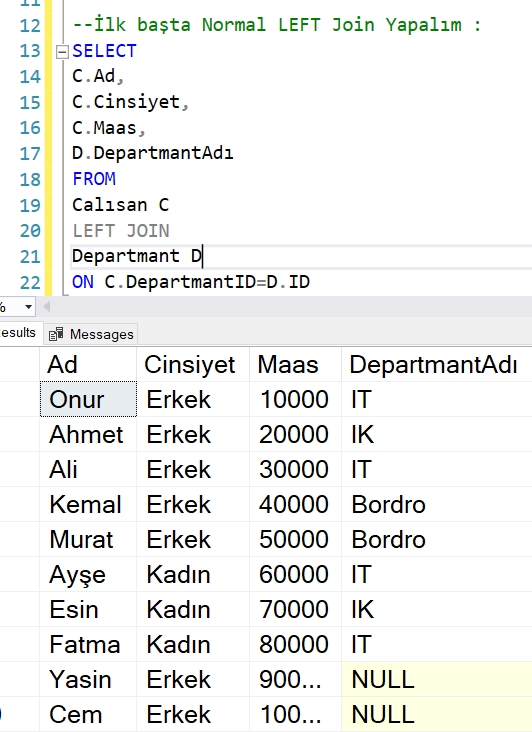 12 --İlk başta Normal LEFT Join Yapalım :
13 SELECT
14 C.Ad,
15 C.Cinsiyet,
16 C.Maas,
17 D.DepartmantAdı
18 FROM
19 Calısan C
20 LEFT JOIN
21 Departmant D
22 ON C.DepartmantID=D.ID
%
esults Messages
Ad Cinsiyet Maas DepartmantAdı
Onur Erkek 10000 IT
Ahmet Erkek 20000 IK
Ali Erkek 30000 IT
Kemal Erkek 40000 Bordro
Murat Erkek 50000 Bordro
Ayşe Kadın 60000 IT
Esin Kadın 70000 IK
Fatma Kadın 80000 IT
Yasin Erkek 900... NULL
Cem Erkek 100... NULL